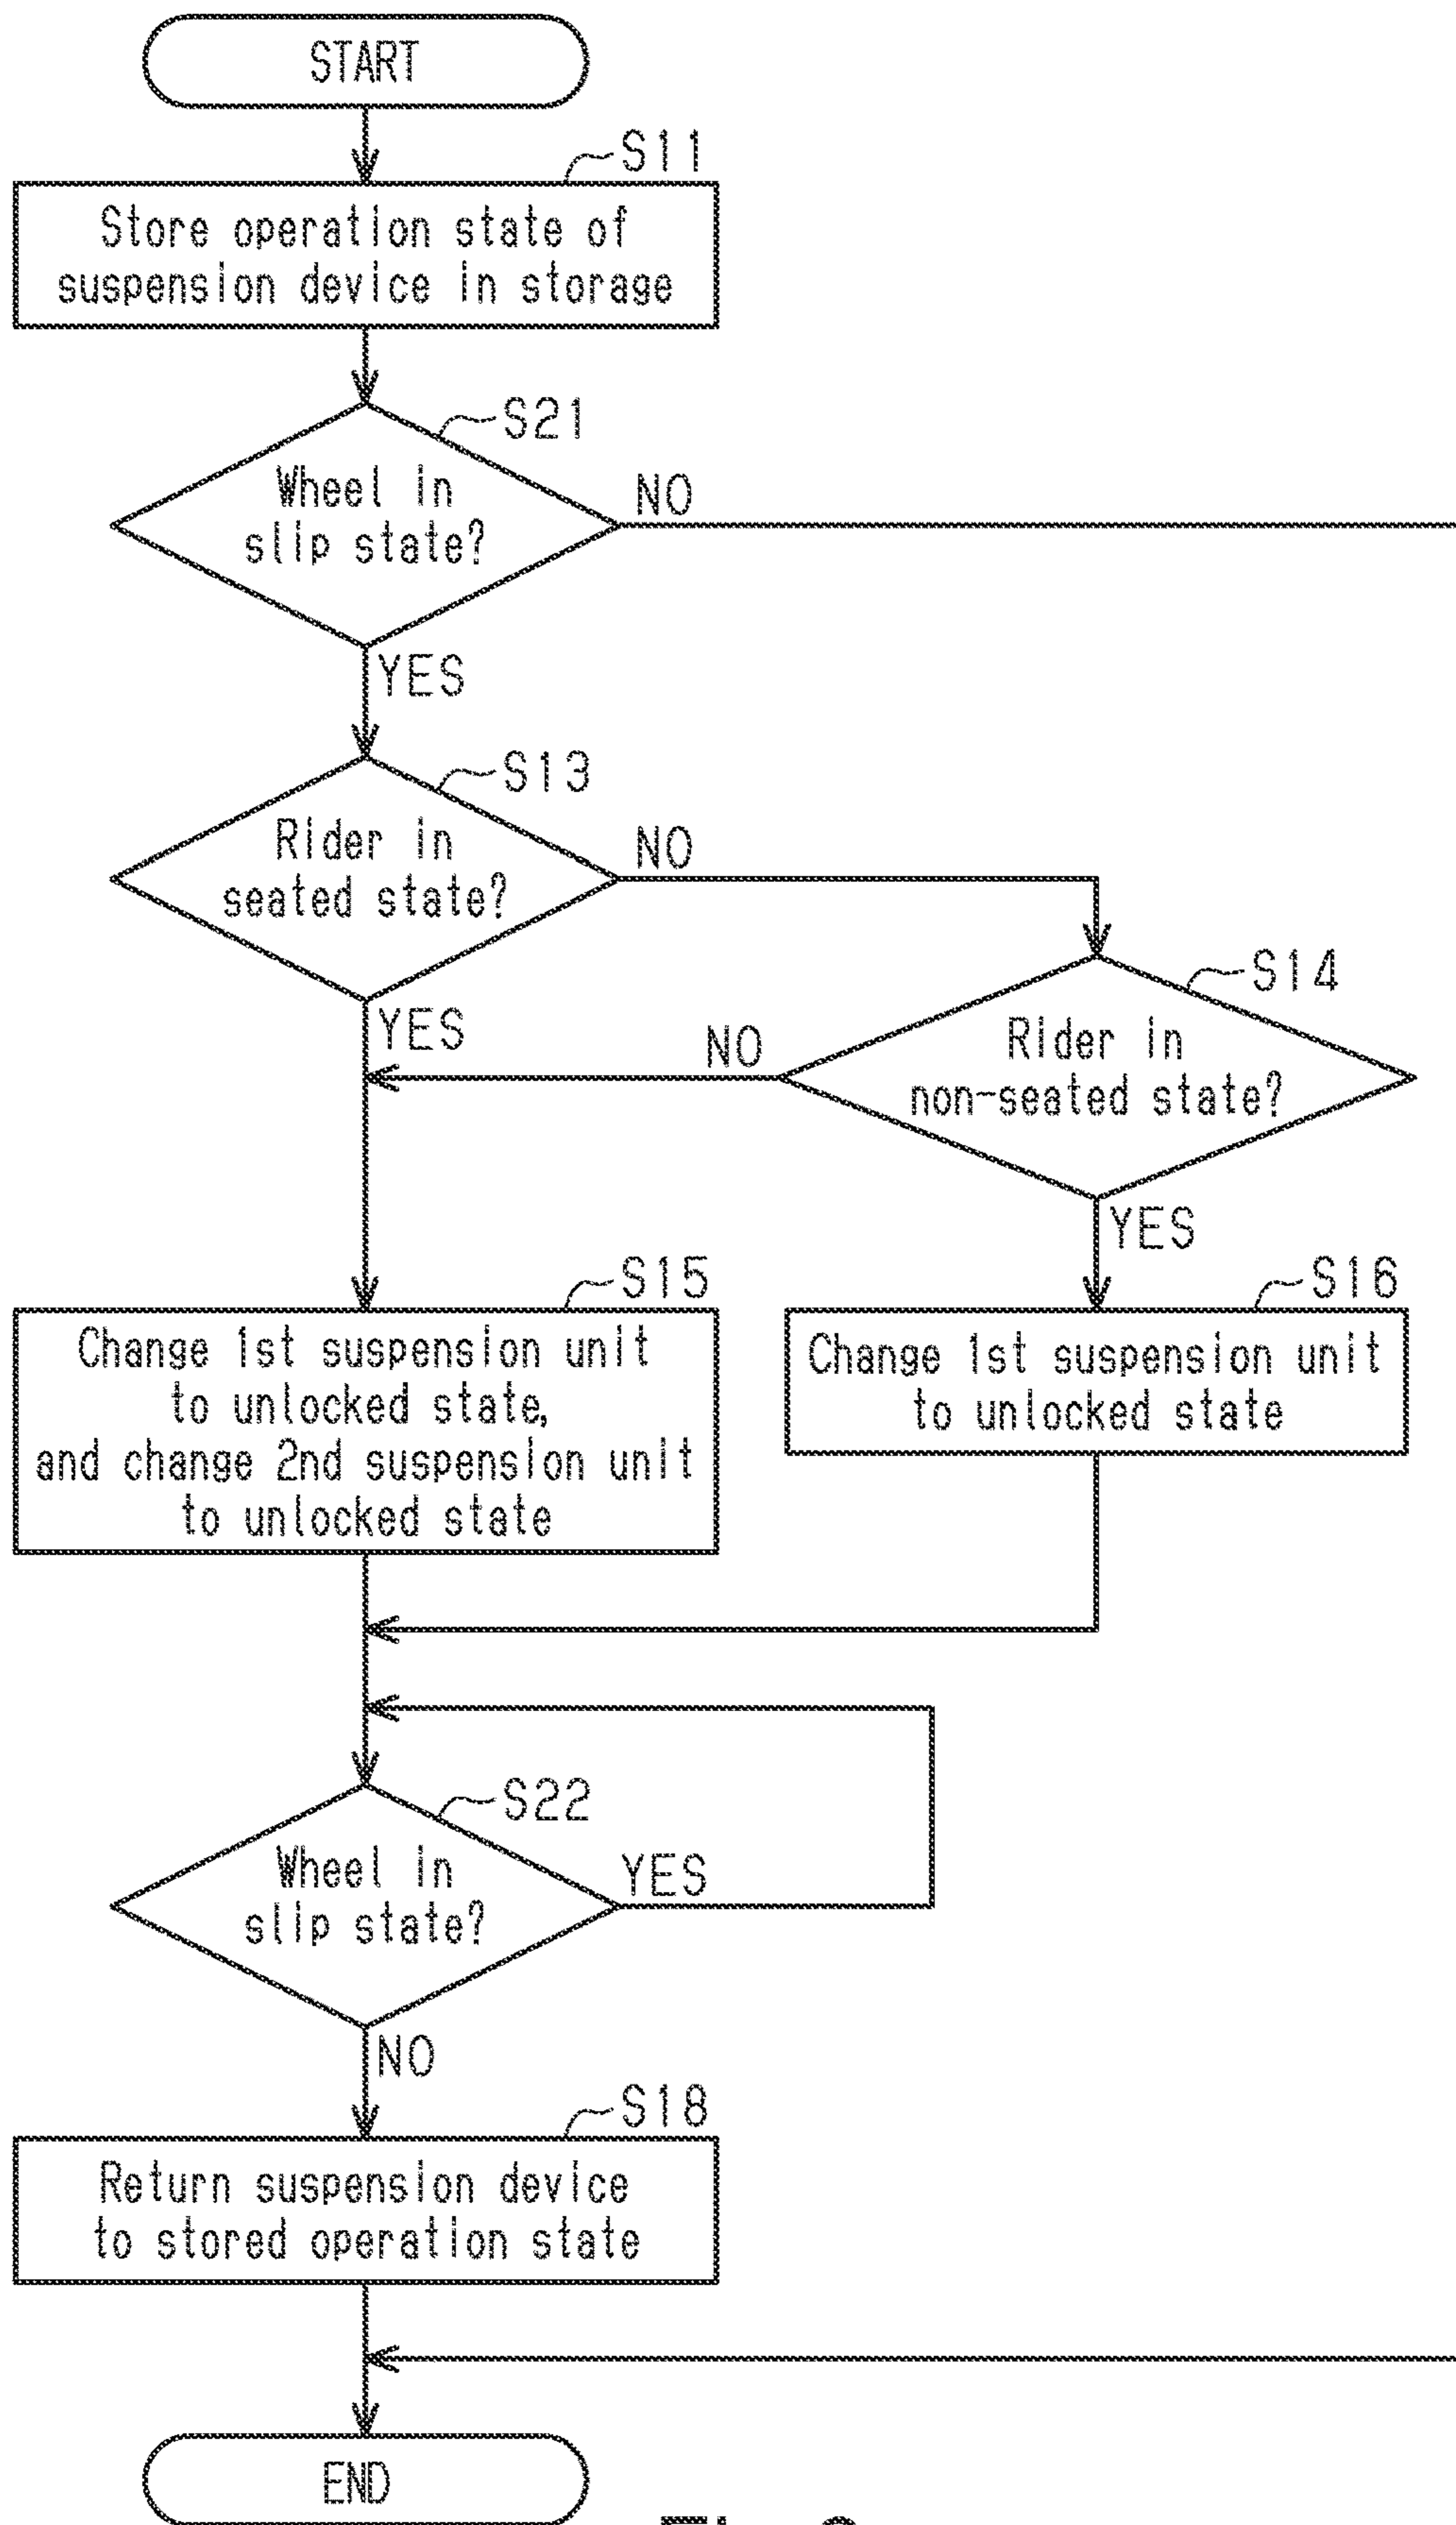 START
S11
Store operation state of
suspension device in storage
S21
Wheel in
slip state?
NO
YES
S13
Rider in
seated state?
NO
YES
S14
Rider in
non-seated state?
NO
YES
S15
Change 1st suspension unit
to unlocked state,
and change 2nd suspension unit
to unlocked state
S16
Change 1st suspension unit
to unlocked state
S22
Wheel in
slip state?
YES
NO
S18
Return suspension device
to stored operation state
END